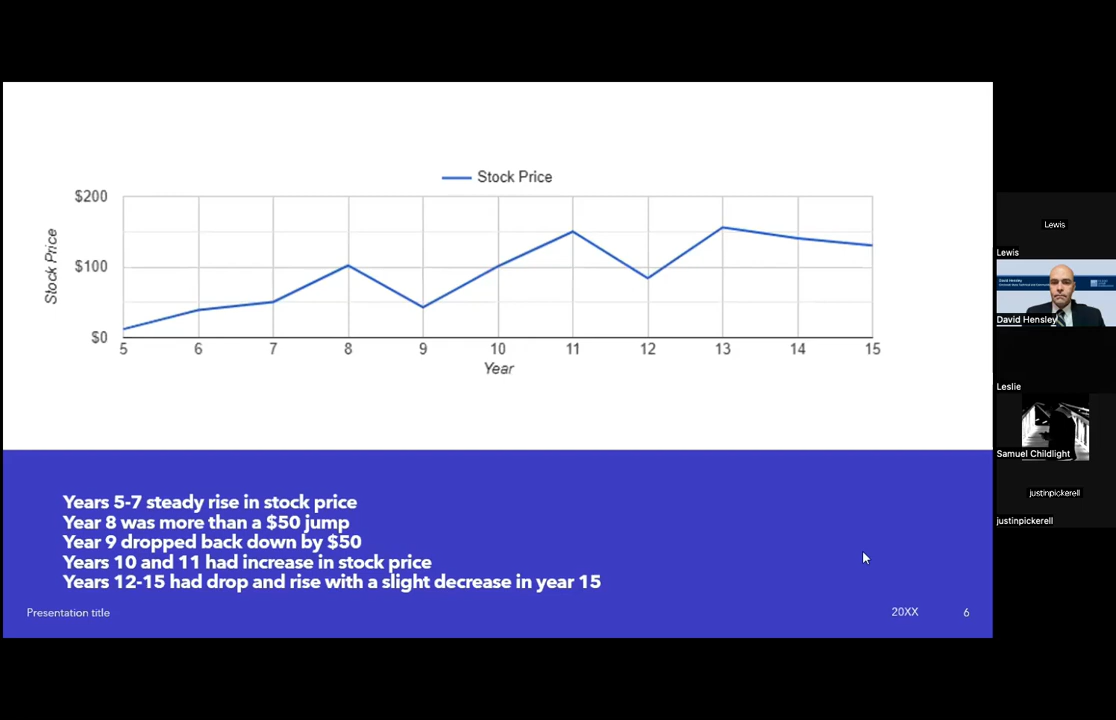 Stock Price
$200
$100
$0
Stock Price
5 6 7 8 9 10 11 12 13 14 15
Year
Years 5-7 steady rise in stock price
Year 8 was more than a $50 jump
Year 9 dropped back down by $50
Years 10 and 11 had increase in stock price
Years 12-15 had drop and rise with a slight decrease in year 15
Presentation title
20XX
6
Lewis
Lewis
David Hensley
David Hensley
Leslie
Samuel Childlight
justinpickerell
justinpickerell